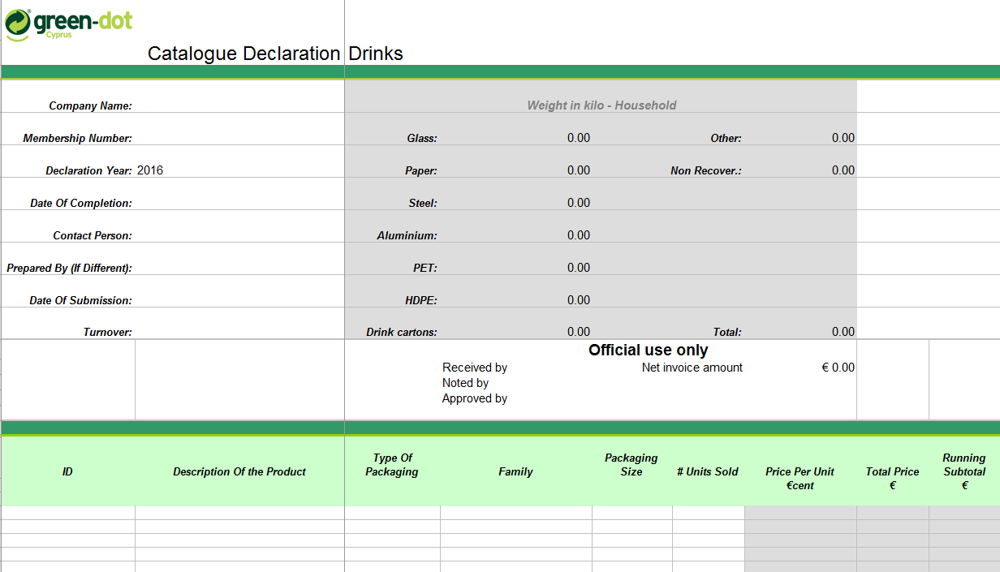 green-dot
Cyprus
Catalogue Declaration Drinks
Company Name:
Weight in kilo - Household
Membership Number:
Glass: 0.00 Other: 0.00
Declaration Year: 2016
Paper: 0.00 Non Recover.: 0.00
Date Of Completion:
Steel: 0.00
Contact Person:
Aluminium: 0.00
Prepared By (If Different):
PET: 0.00
Date Of Submission:
HDPE: 0.00
Turnover:
Drink cartons: 0.00 Total: 0.00
Official use only
Received by Net invoice amount € 0.00
Noted by
Approved by
ID
Description Of the Product
Type Of
Packaging
Family
Packaging
Size
# Units Sold
Price Per Unit
€cent
Total Price
€
Running
Subtotal
€